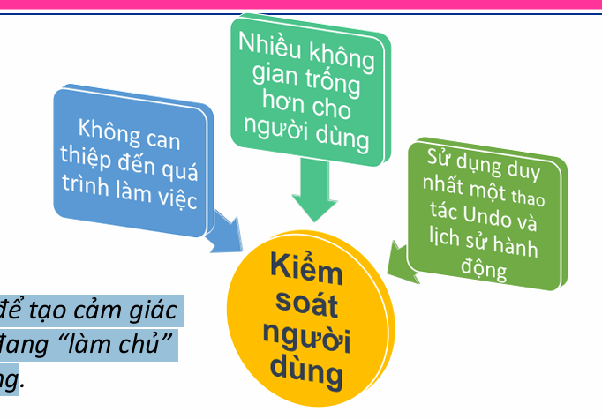 Nhiều không
gian trống
hơn cho
người dùng
Không can
thiệp đến quá
trình làm việc
Sử dụng duy
nhất một thao
tác Undo và
lịch sử hành
động
Kiểm
soát
người
dùng
để tạo cảm giác
đang “làm chủ”